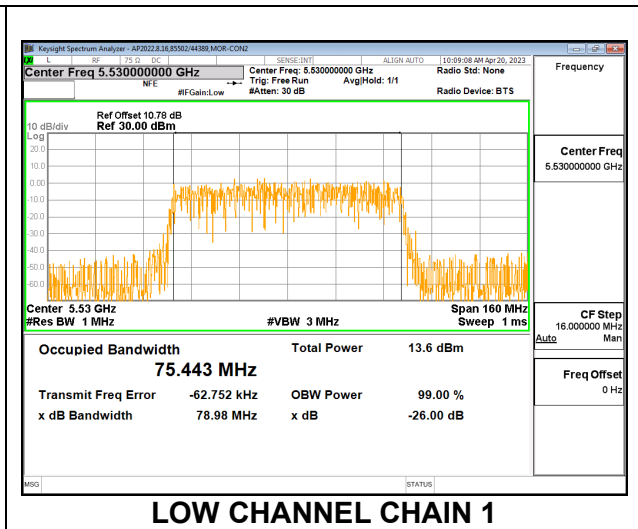 Keysight Spectrum Analyzer - AP2022.8.16,85502/44389,MOR-CON2
LXI L RF 75 Ω DC SENSE:INT ALIGN AUTO 10:09:08 AM Apr 20, 2023
Center Freq 5.530000000 GHz Center Freq: 5.530000000 GHz Radio Std: None
NFE Trig: Free Run Avg|Hold: 1/1
#IFGain:Low #Atten: 30 dB Radio Device: BTS
Frequency
Ref Offset 10.78 dB
10 dB/div Ref 30.00 dBm
Log
20.0
10.0
0.00
-10.0
-20.0
-30.0
-40.0
-50.0
-60.0
Center 5.53 GHz Span 160 MHz
#Res BW 1 MHz #VBW 3 MHz Sweep 1 ms
Center Freq
5.530000000 GHz
CF Step
16.000000 MHz
Auto Man
Freq Offset
0 Hz
Occupied Bandwidth Total Power 13.6 dBm
75.443 MHz
Transmit Freq Error -62.752 kHz OBW Power 99.00 %
x dB Bandwidth 78.98 MHz x dB -26.00 dB
MSG STATUS
LOW CHANNEL CHAIN 1